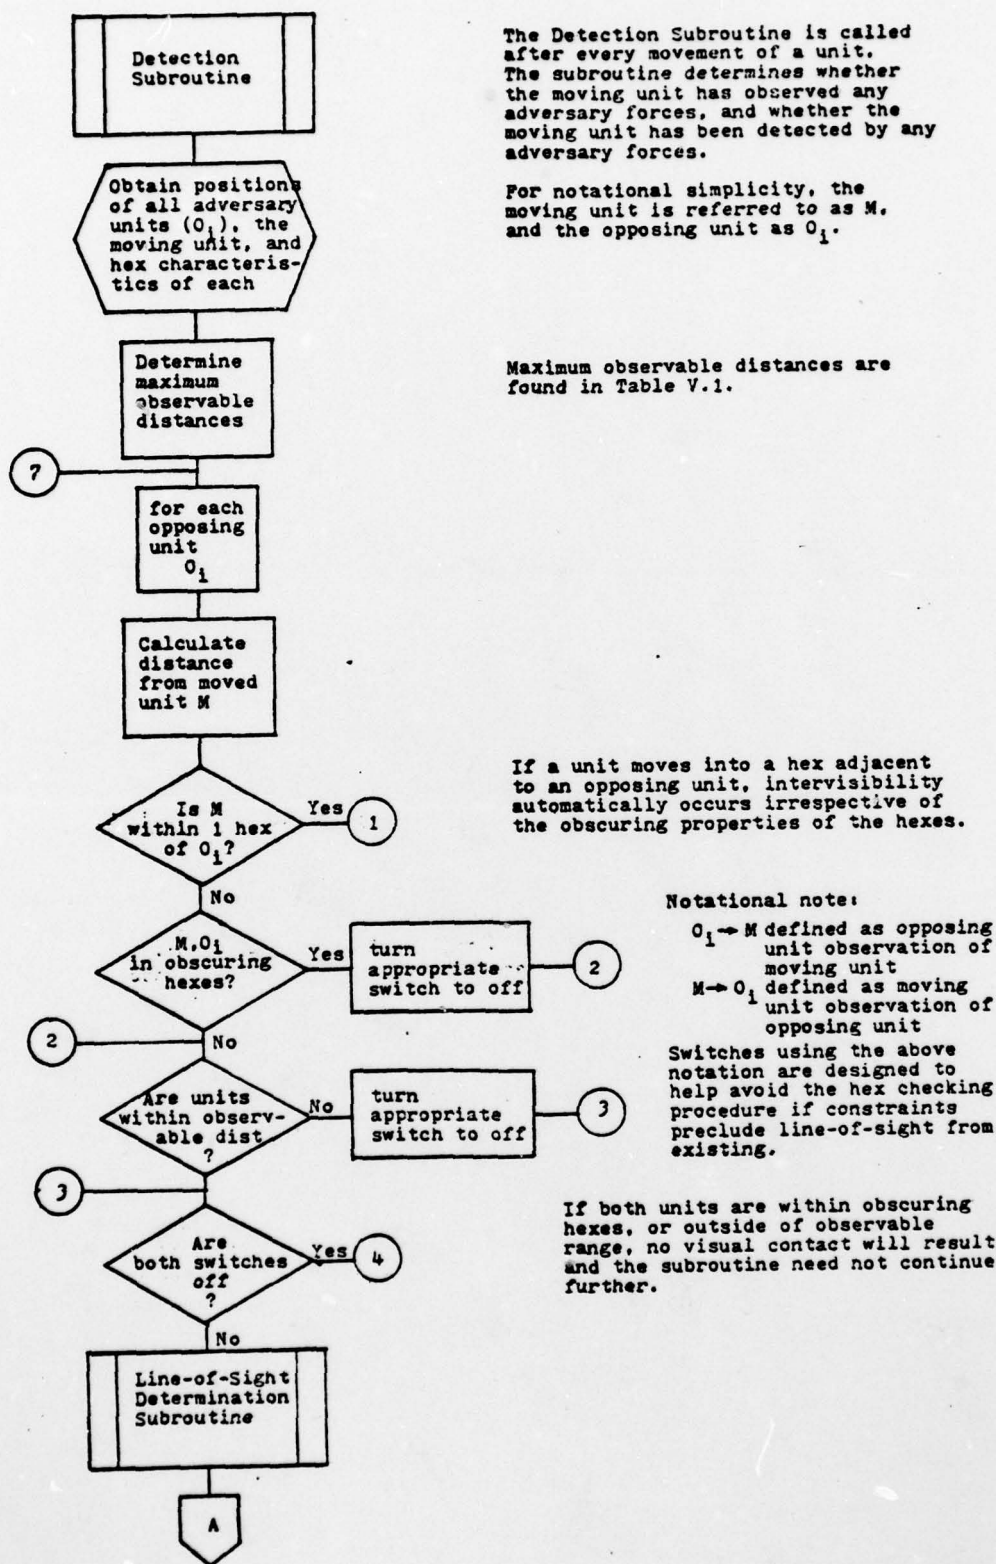 Detection
Subroutine
The Detection Subroutine is called
after every movement of a unit.
The subroutine determines whether
the moving unit has observed any
adversary forces, and whether the
moving unit has been detected by any
adversary forces.
For notational simplicity, the
moving unit is referred to as M,
and the opposing unit as Oi.
Obtain positions
of all adversary
units (Oi), the
moving unit, and
hex characteris-
tics of each
Determine
maximum
observable
distances
Maximum observable distances are
found in Table V.1.
7
for each
opposing
unit
Oi
Calculate
distance
from moved
unit M
If a unit moves into a hex adjacent
to an opposing unit, intervisibility
automatically occurs irrespective of
the obscuring properties of the hexes.
Is M
within 1 hex
of Oi?
Yes
1
No
M,Oi
in obscuring
hexes?
Yes
turn
appropriate
switch to off
2
Notational note:
Oi→ M defined as opposing
unit observation of
moving unit
M→ Oi defined as moving
unit observation of
opposing unit
Switches using the above
notation are designed to
help avoid the hex checking
procedure if constraints
preclude line-of-sight from
existing.
2
No
Are units
within observ-
able dist
?
No
turn
appropriate
switch to off
3
3
Are
both switches
off
?
Yes
4
If both units are within obscuring
hexes, or outside of observable
range, no visual contact will result
and the subroutine need not continue
further.
No
Line-of-Sight
Determination
Subroutine
A